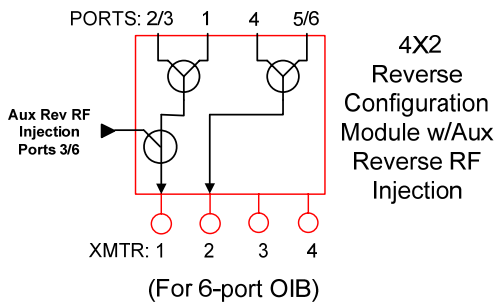 PORTS: 2/3 1 4 5/6
4X2
Reverse
Configuration
Module w/Aux
Reverse RF
Injection
Aux Rev RF
Injection
Ports 3/6
XMTR: 1 2 3 4
(For 6-port OIB)